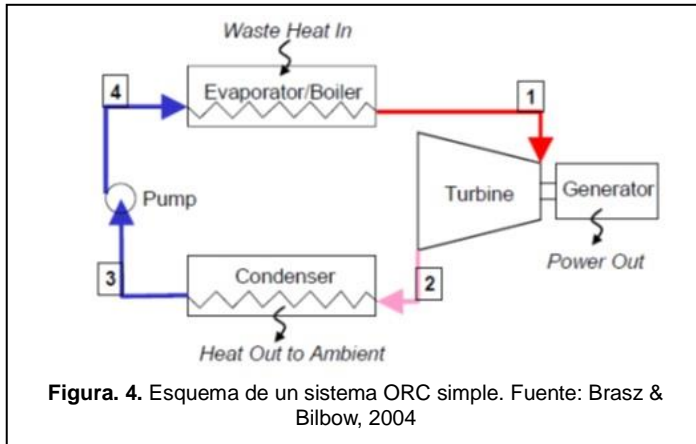 Waste Heat In
4
Evaporator/Boiler
1
Pump
Turbine
Generator
Power Out
3
Condenser
2
Heat Out to Ambient
Figura. 4. Esquema de un sistema ORC simple. Fuente: Brasz &
Bilbow, 2004